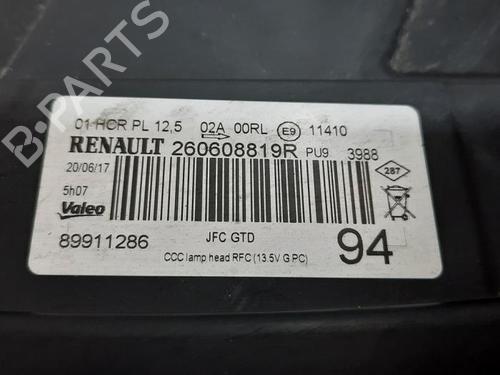 B-PARTS
01 HCR PL 12,5 02A 00RL E9 11410
RENAULT 260608819R PU9 3988
20/06/17
287
5h07
Valeo
89911286 JFC GTD 94
CCC lamp head RFC (13.5V G PC)